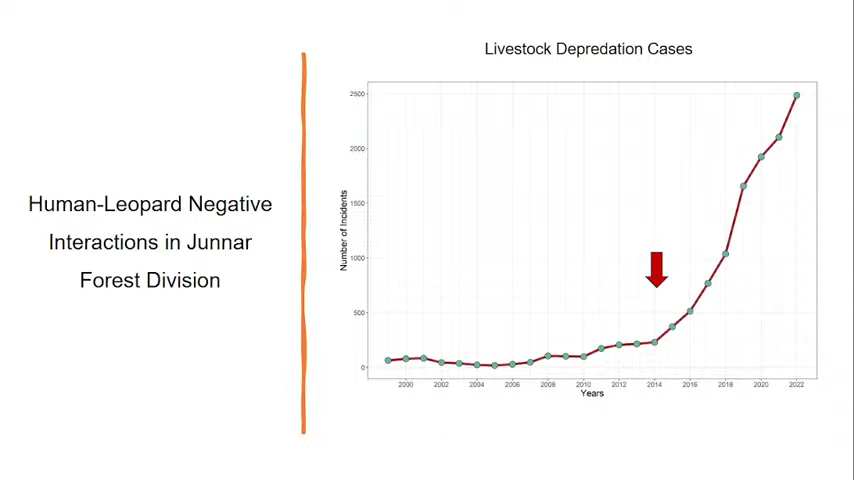 Livestock Depredation Cases
Human-Leopard Negative
Interactions in Junnar
Forest Division
Number of Incidents
2500
2000
1500
1000
500
0
2000 2002 2004 2006 2008 2010 2012 2014 2016 2018 2020 2022
Years